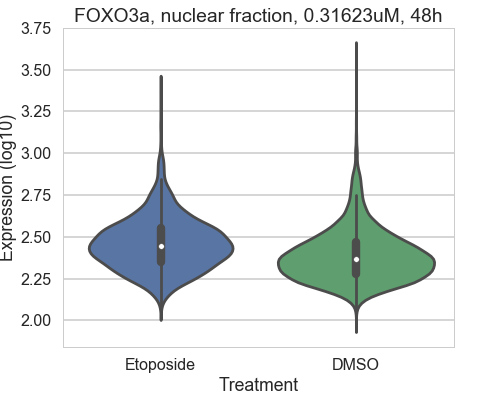 FOXO3a, nuclear fraction, 0.31623uM, 48h
3.75
3.50
3.25
3.00
2.75
2.50
2.25
2.00
Expression (log10)
Etoposide
DMSO
Treatment